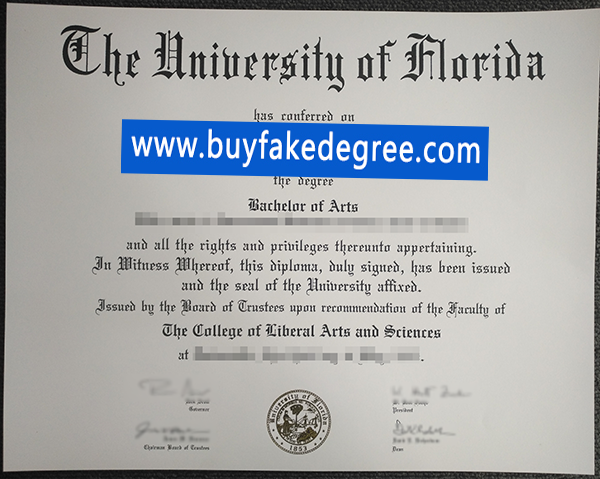 The University of Florida
has conferred on
www.buyfakedegree.com
the degree
Bachelor of Arts
and all the rights and privileges thereunto appertaining.
In Witness Whereof, this diploma, duly signed, has been issued
and the seal of the University affixed.
Issued by the Board of Trustees upon recommendation of the Faculty of
The College of Liberal Arts and Sciences
at
Governor
President
Chairman Board of Trustees
Dean
University of Florida
1853